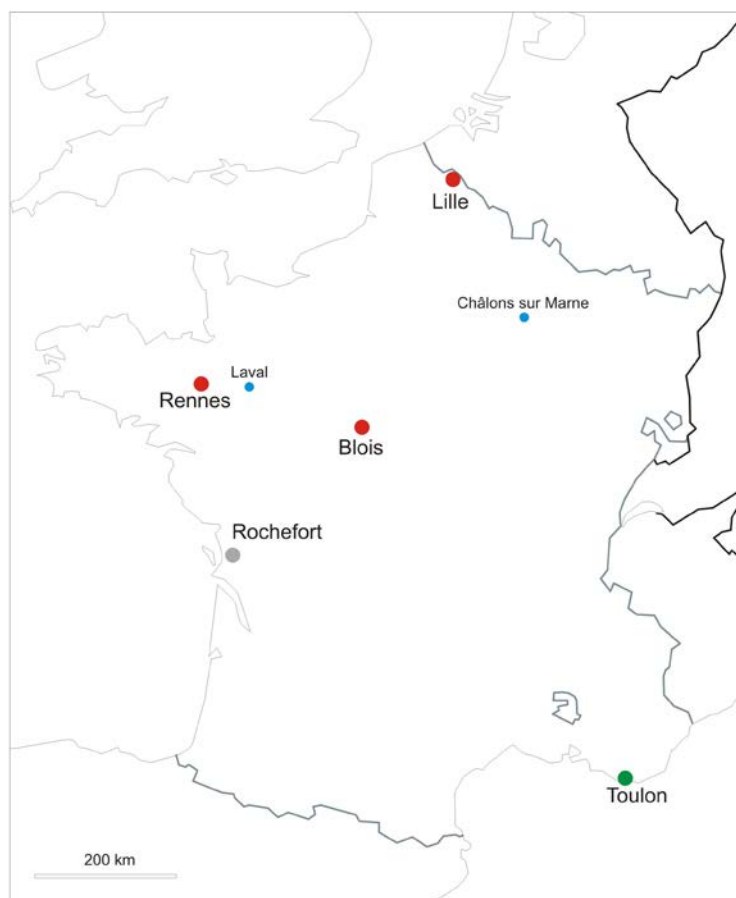 Lille
Châlons sur Marne
Laval
Rennes
Blois
Rochefort
Toulon
200 km